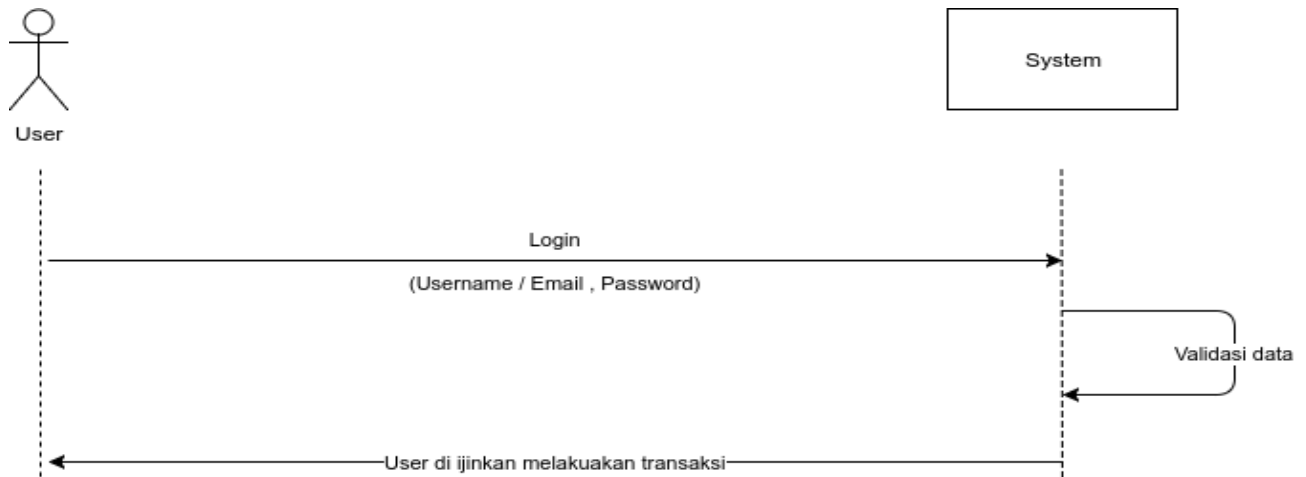 User
System
Login
(Username / Email , Password)
Validasi data
User di ijinkan melakuakan transaksi